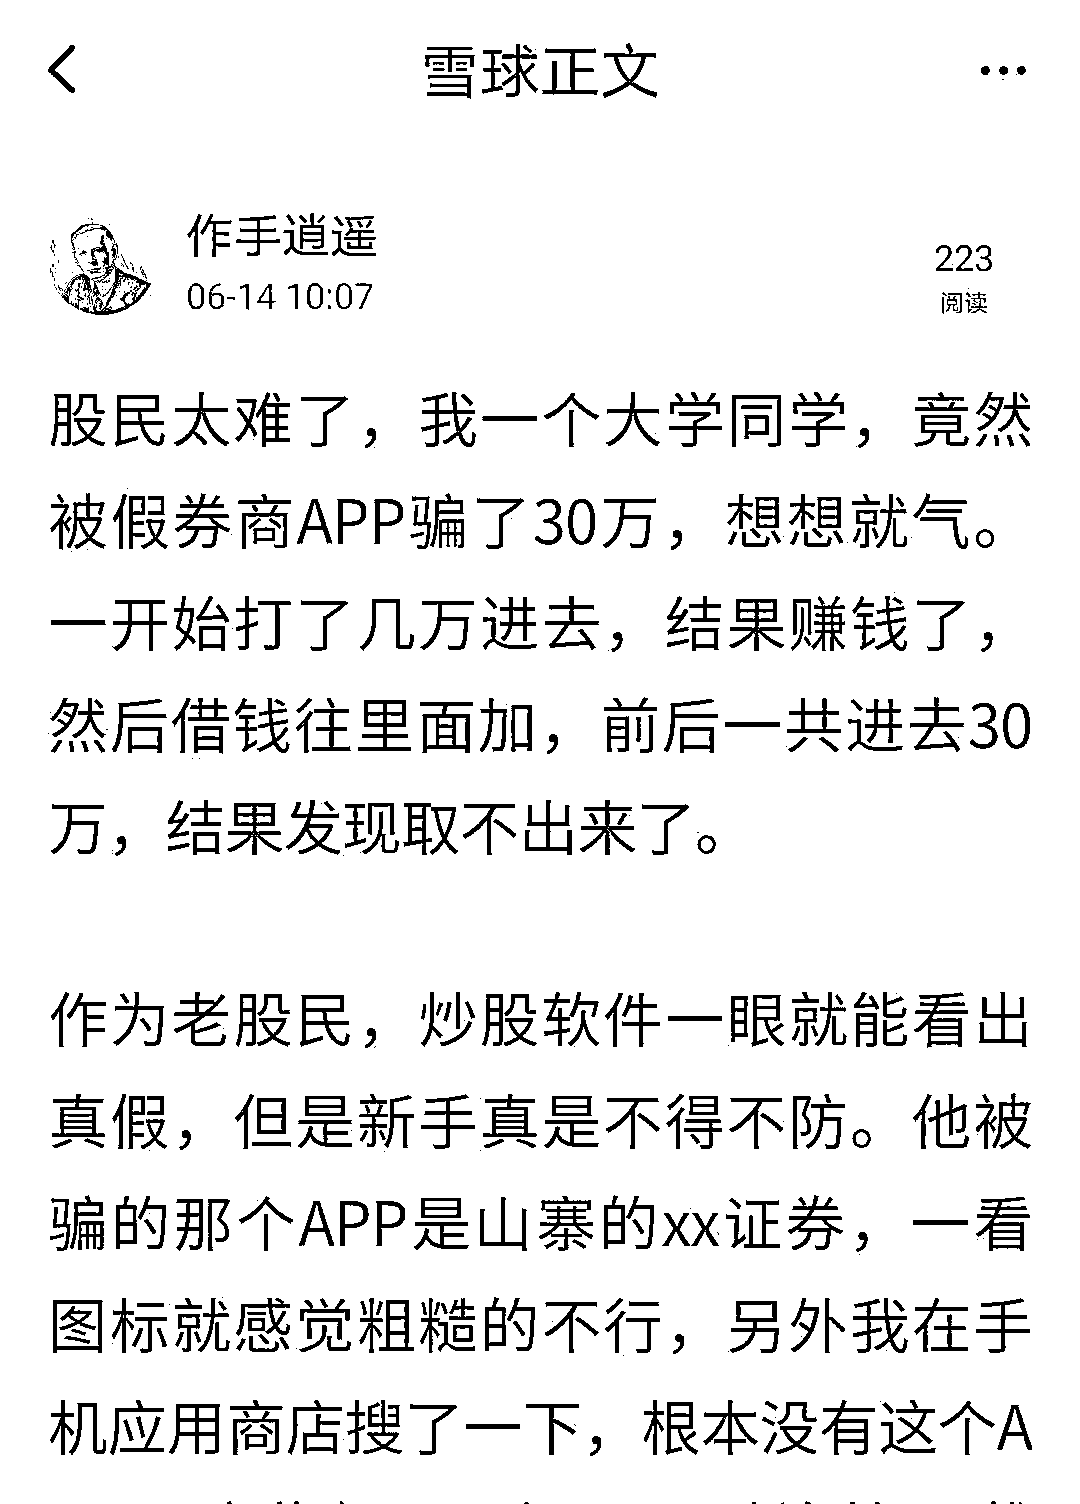 雪球正文
作手逍遥
06-14 10:07
223
阅读
股民太难了，我一个大学同学，竟然
被假券商APP骗了30万，想想就气。
一开始打了几万进去，结果赚钱了，
然后借钱往里面加，前后一共进去30
万，结果发现取不出来了。
作为老股民，炒股软件一眼就能看出
真假，但是新手真是不得不防。他被
骗的那个APP是山寨的xx证券，一看
图标就感觉粗糙的不行，另外我在手
机应用商店搜了一下，根本没有这个A